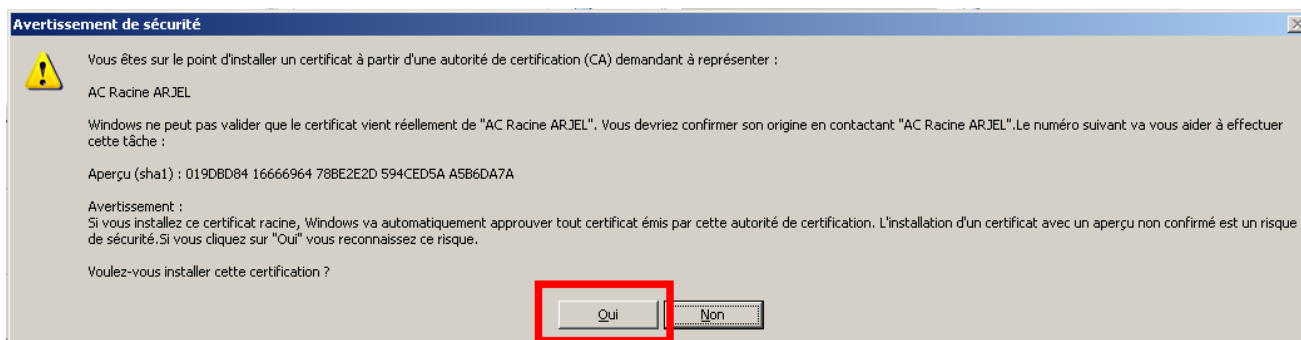 Avertissement de sécurité
Vous êtes sur le point d'installer un certificat à partir d'une autorité de certification (CA) demandant à représenter :
AC Racine ARJEL
Windows ne peut pas valider que le certificat vient réellement de "AC Racine ARJEL". Vous devriez confirmer son origine en contactant "AC Racine ARJEL".Le numéro suivant va vous aider à effectuer
cette tâche :
Aperçu (sha1) : 019DBD84 16666964 78BE2E2D 594CED5A A5B6DA7A
Avertissement :
Si vous installez ce certificat racine, Windows va automatiquement approuver tout certificat émis par cette autorité de certification. L'installation d'un certificat avec un aperçu non confirmé est un risque
de sécurité.Si vous cliquez sur "Oui" vous reconnaissez ce risque.
Voulez-vous installer cette certification ?
Oui Non